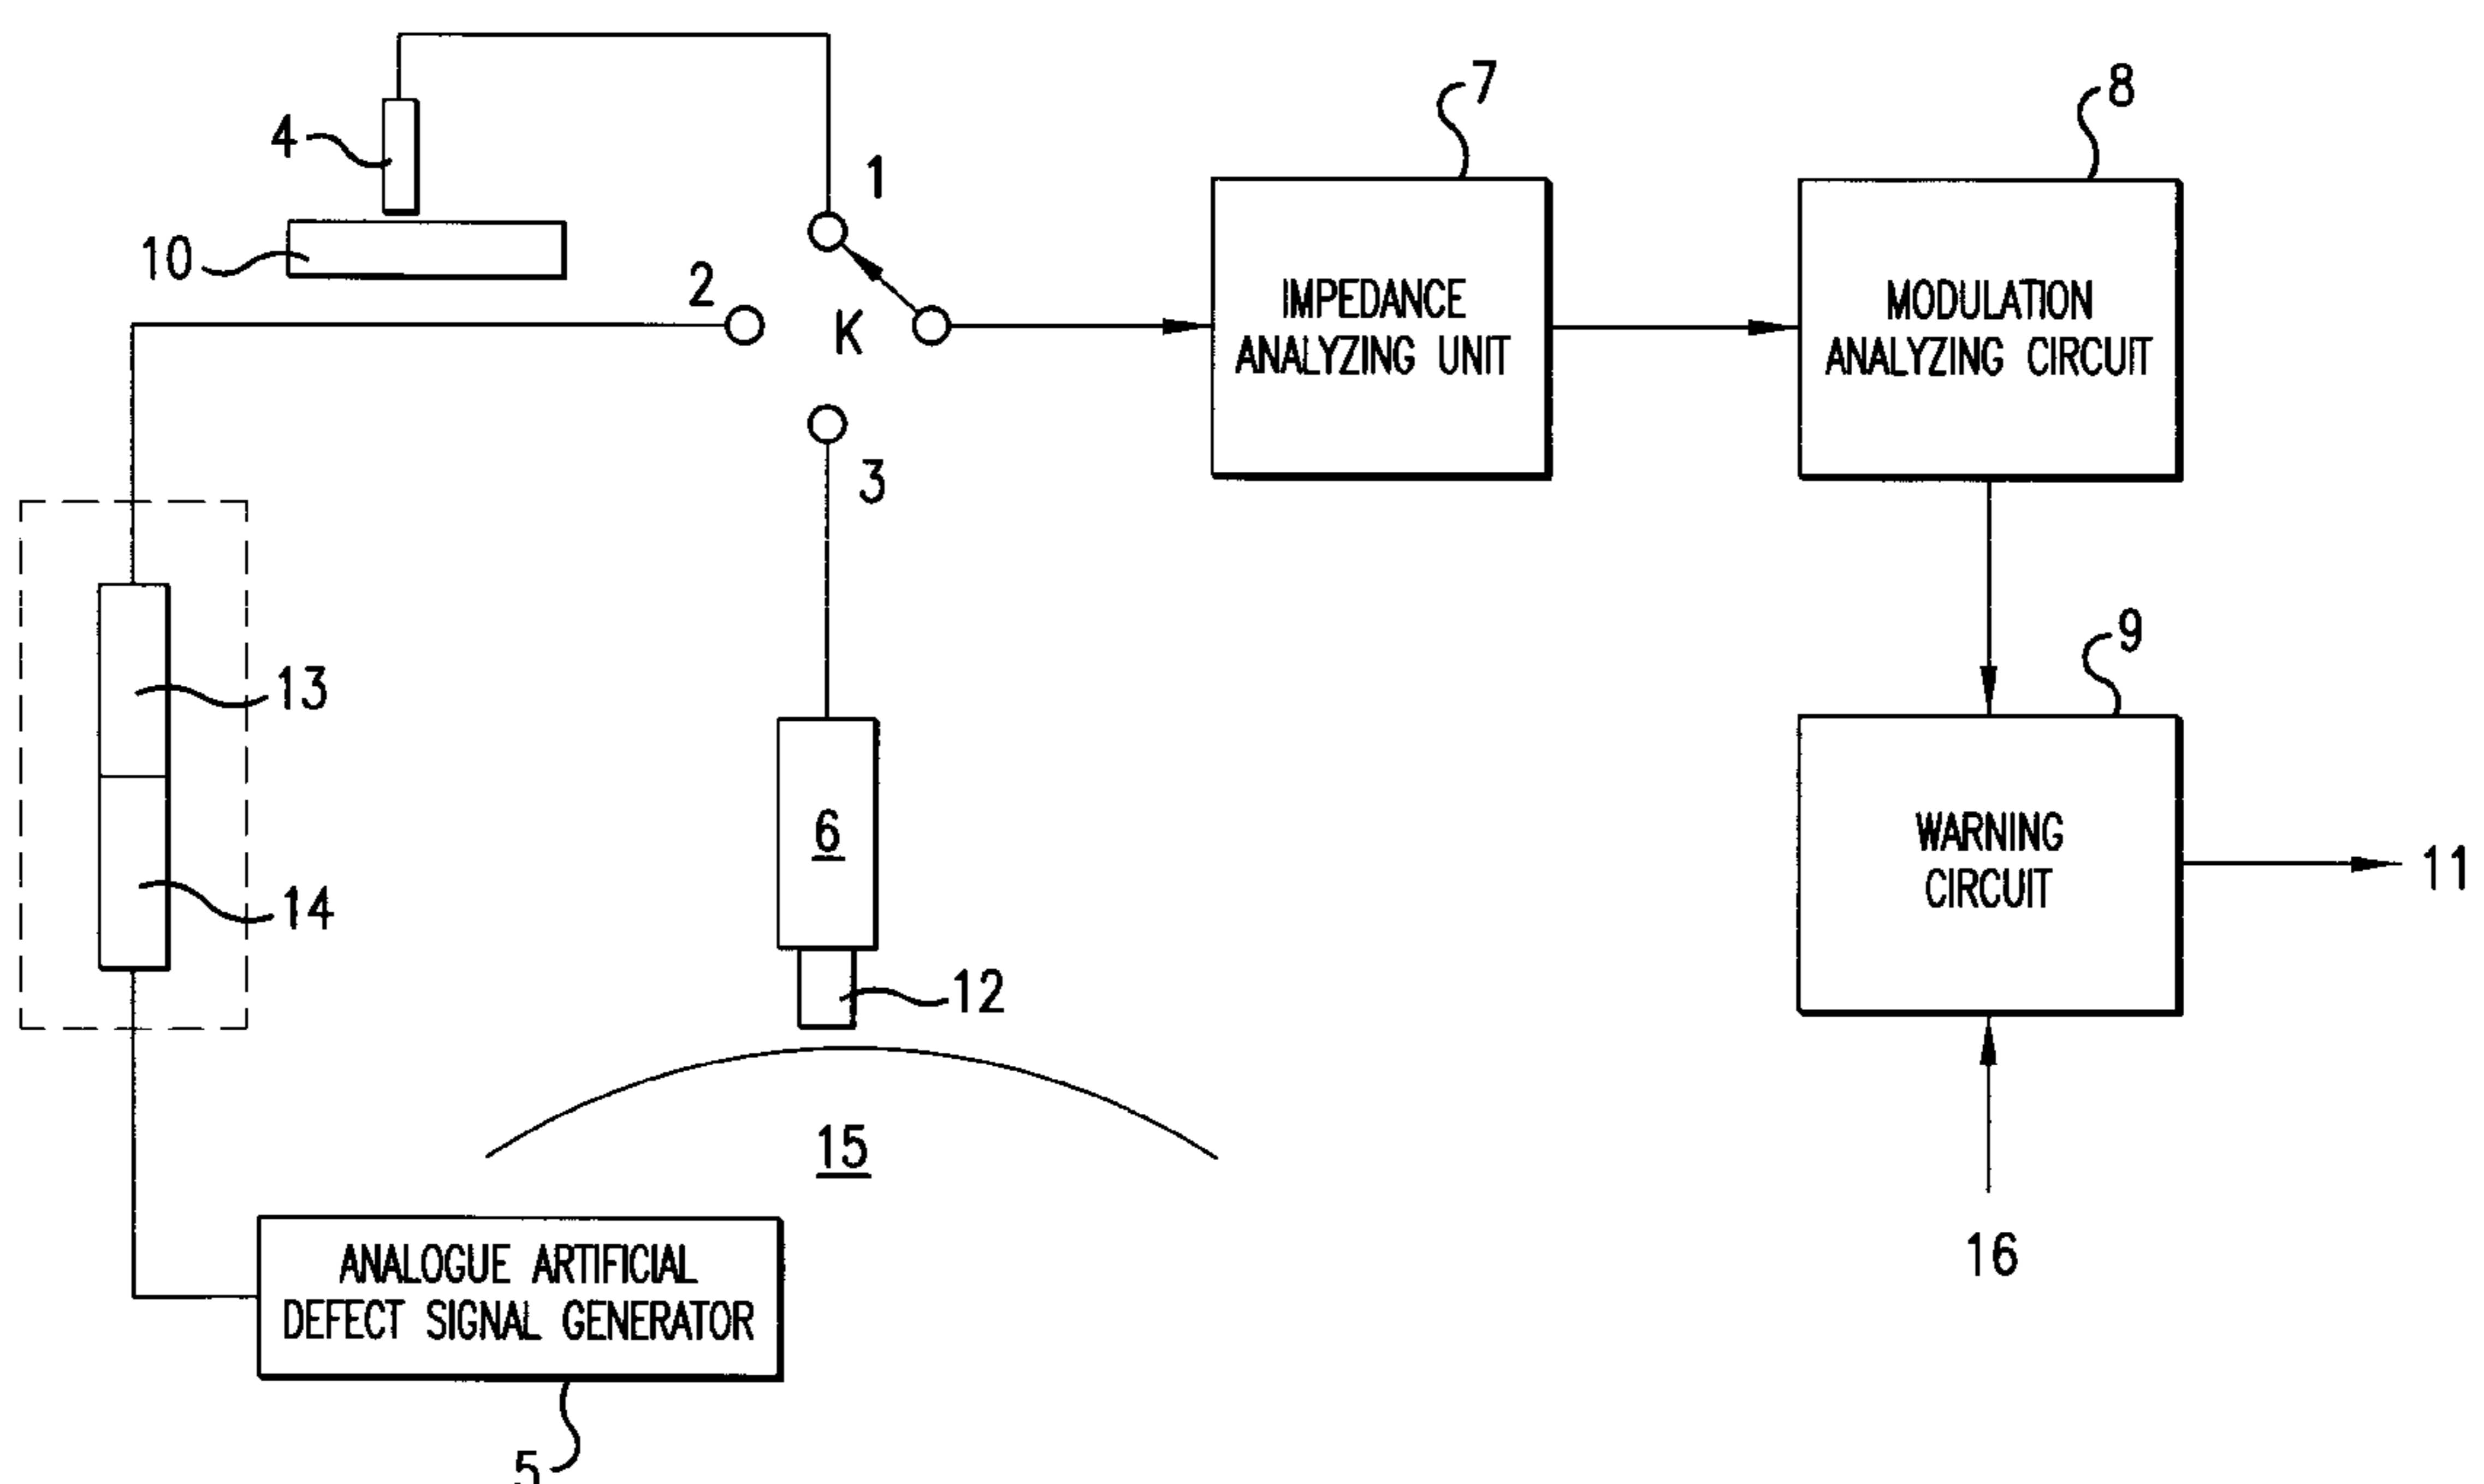 7
8
4
1
10
2
K
IMPEDANCE
ANALYZING UNIT
MODULATION
ANALYZING CIRCUIT
3
9
13
6
WARNING
CIRCUIT
11
14
12
15
16
ANALOGUE ARTIFICIAL
DEFECT SIGNAL GENERATOR
5